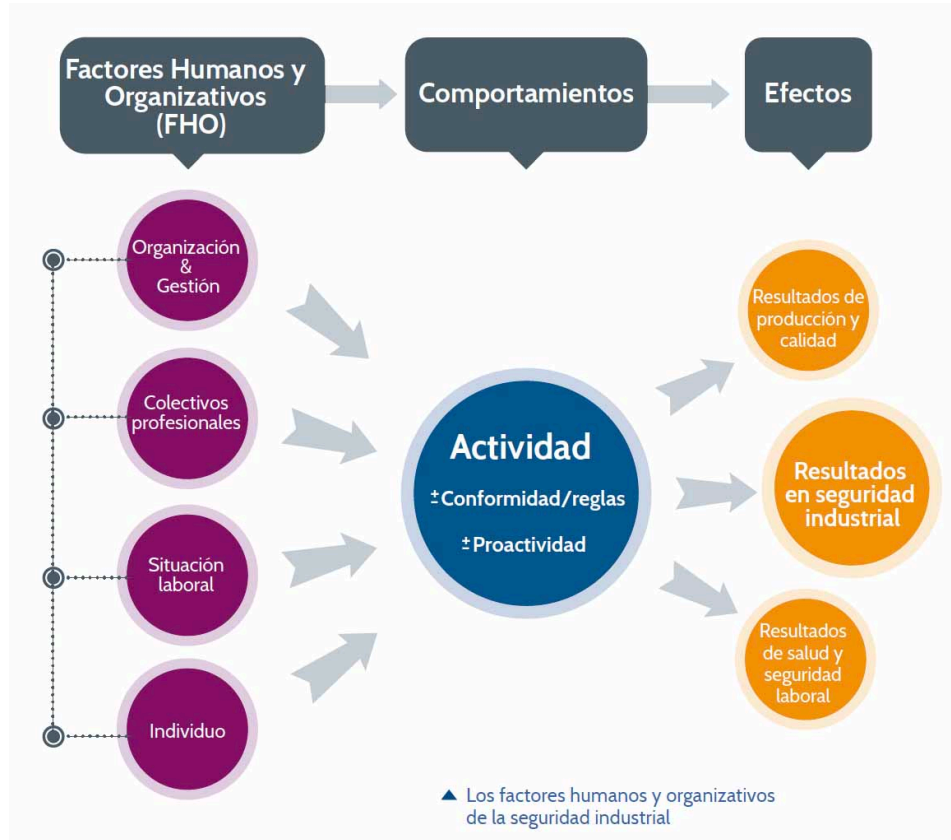 Factores Humanos y
Organizativos
(FHO)
Comportamientos
Efectos
Organización
&
Gestión
Colectivos
profesionales
Situación
laboral
Individuo
Actividad
±Conformidad/reglas
±Proactividad
Resultados de
producción y
calidad
Resultados
en seguridad
industrial
Resultados
de salud y
seguridad
laboral
Los factores humanos y organizativos
de la seguridad industrial